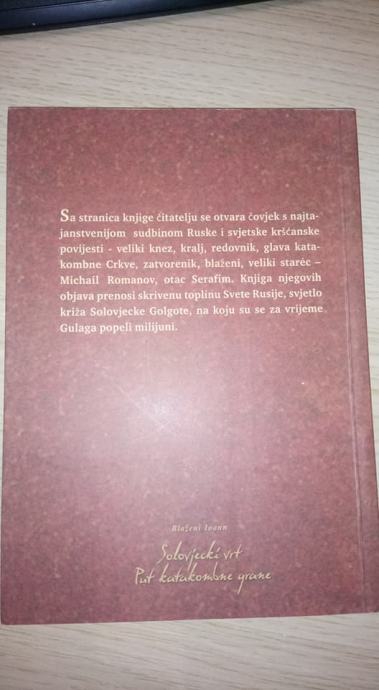 Sa stranica knjige čitatelju se otvara čovjek s najta-
janstvenijom sudbinom Ruske i svjetske kršćanske
povijesti - veliki knez, kralj, redovnik, glava kata-
kombne Crkve, zatvorenik, blaženi, veliki starec –
Michail Romanov, otac Serafim. Knjiga njegovih
objava prenosi skrivenu toplinu Svete Rusije, svjetlo
križa Solovjecke Golgote, na koju su se za vrijeme
Gulaga popeli milijuni.
Blaženi Ioann
Solovjecki vrt
Put katakombne grane